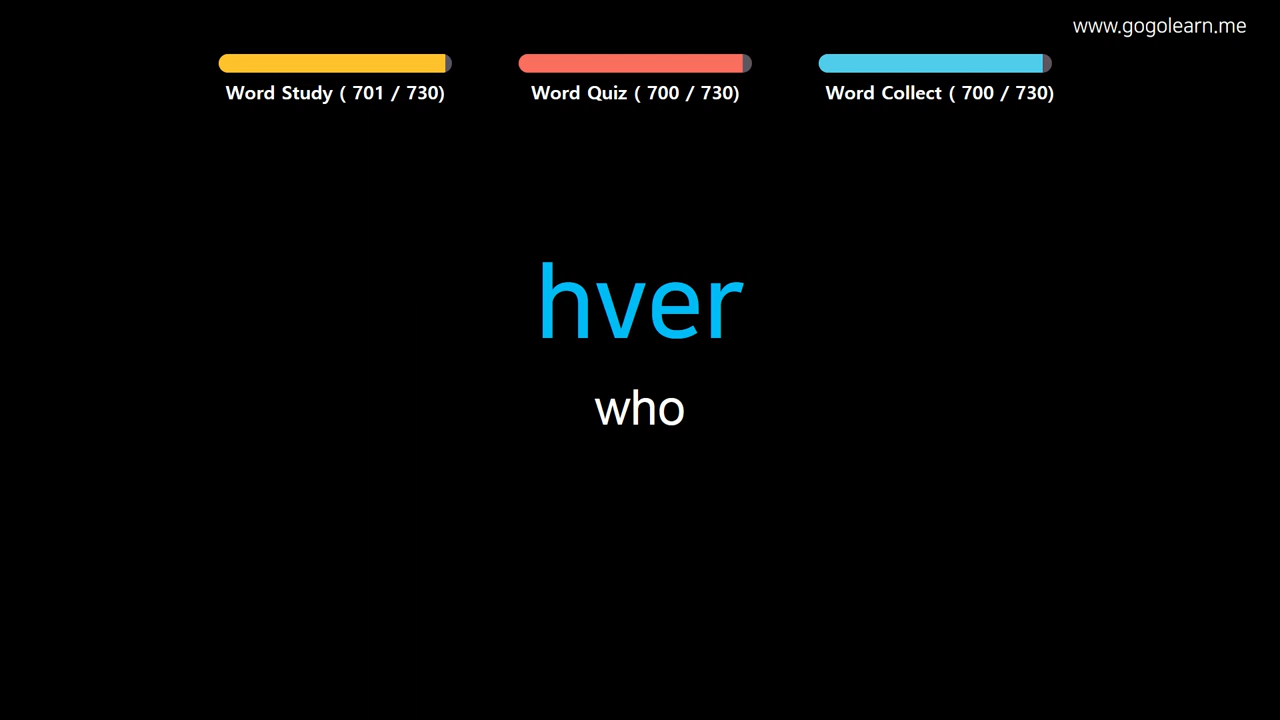 www.gogolearn.me
Word Study ( 701 / 730)
Word Quiz ( 700 / 730)
Word Collect ( 700 / 730)
hver
who